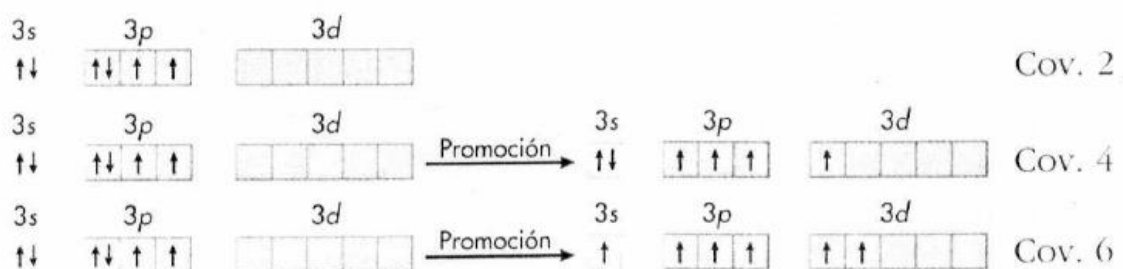 3s 3p 3d
↑↓ ↑↓ ↑ ↑ Cov. 2
3s 3p 3d 3s 3p 3d
↑↓ ↑↓ ↑ ↑ Promoción ↑↓ ↑ ↑ ↑ ↑ Cov. 4
3s 3p 3d 3s 3p 3d
↑↓ ↑↓ ↑ ↑ Promoción ↑ ↑ ↑ ↑ ↑ ↑ Cov. 6